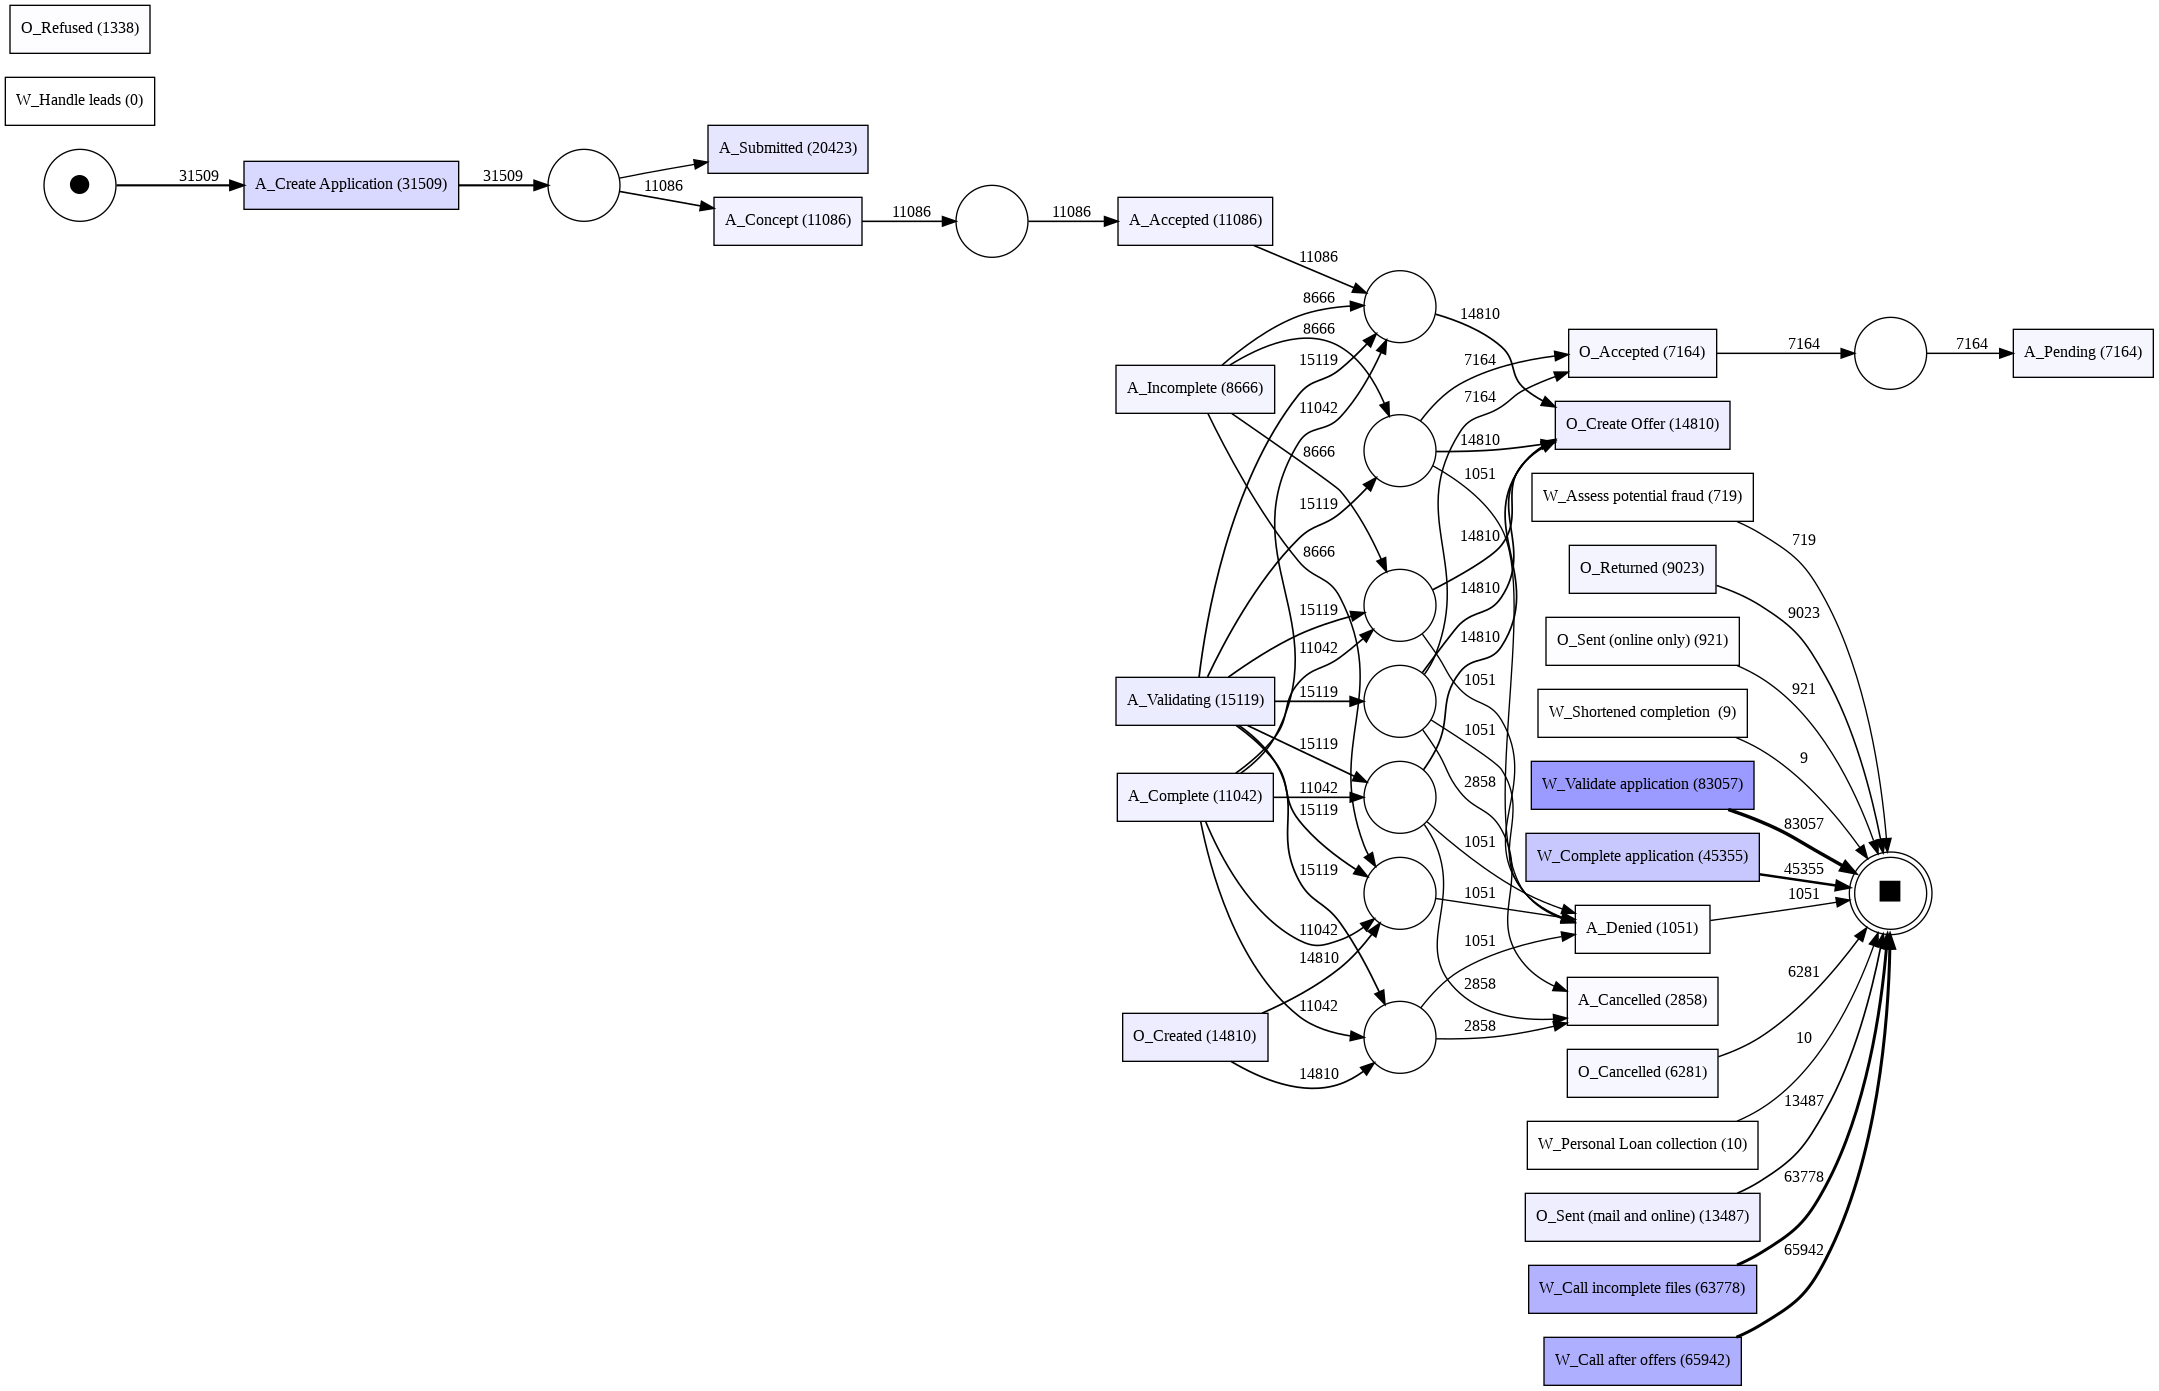 O_Refused (1338)
W_Handle leads (0)
31509
A_Create Application (31509)
31509
A_Submitted (20423)
11086
A_Concept (11086)
11086
11086
A_Accepted (11086)
11086
8666
8666
15119
A_Incomplete (8666)
11042
8666
15119
8666
15119
11042
A_Validating (15119)
15119
15119
A_Complete (11042)
11042
15119
15119
11042
14810
11042
O_Created (14810)
14810
14810
7164
7164
14810
1051
14810
14810
14810
1051
1051
2858
1051
1051
1051
2858
2858
O_Accepted (7164)
7164
7164
A_Pending (7164)
O_Create Offer (14810)
W_Assess potential fraud (719)
719
O_Returned (9023)
9023
O_Sent (online only) (921)
921
W_Shortened completion  (9)
9
W_Validate application (83057)
83057
W_Complete application (45355)
45355
1051
A_Denied (1051)
A_Cancelled (2858)
6281
O_Cancelled (6281)
10
W_Personal Loan collection (10)
13487
O_Sent (mail and online) (13487)
63778
W_Call incomplete files (63778)
65942
W_Call after offers (65942)